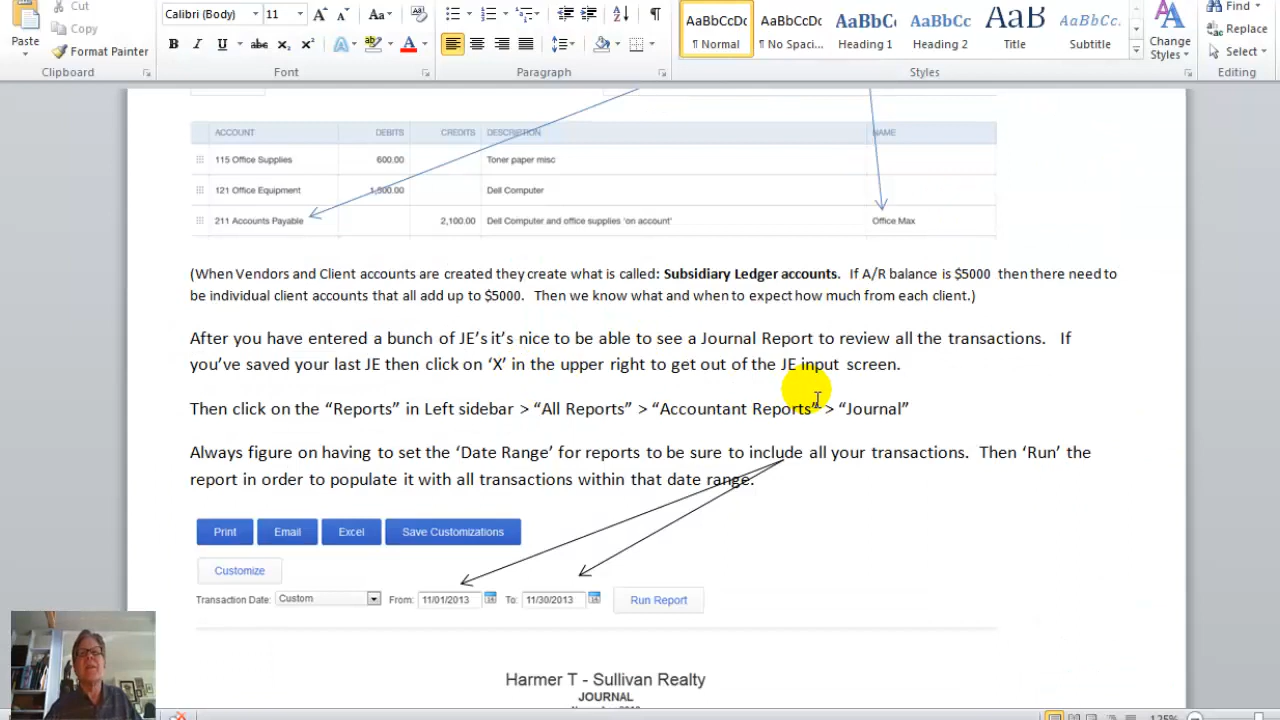 Cut
Calibri (Body) 11 Aa
AaBbCcDc AaBbCcDc AaBbC AaBbCc AaB AaBbCc.
Find
Copy
Replace
Paste
Format Painter
B I U abc x₂ x² A ab A
¶ Normal ¶ No Spaci... Heading 1 Heading 2 Title Subtitle
Change Styles
Select
Clipboard Font Paragraph Styles Editing
ACCOUNT DEBITS CREDITS DESCRIPTION NAME
115 Office Supplies 600.00 Toner paper misc
121 Office Equipment 1,500.00 Dell Computer
211 Accounts Payable 2,100.00 Dell Computer and office supplies 'on account' Office Max
(When Vendors and Client accounts are created they create what is called: Subsidiary Ledger accounts. If A/R balance is $5000 then there need to
be individual client accounts that all add up to $5000. Then we know what and when to expect how much from each client.)
After you have entered a bunch of JE’s it’s nice to be able to see a Journal Report to review all the transactions. If
you’ve saved your last JE then click on ‘X’ in the upper right to get out of the JE input screen.
Then click on the “Reports” in Left sidebar > “All Reports” > “Accountant Reports” > “Journal”
Always figure on having to set the ‘Date Range’ for reports to be sure to include all your transactions. Then ‘Run’ the
report in order to populate it with all transactions within that date range.
Print Email Excel Save Customizations
Customize
Transaction Date: Custom From: 11/01/2013 To: 11/30/2013 Run Report
Harmer T - Sullivan Realty
JOURNAL
125%